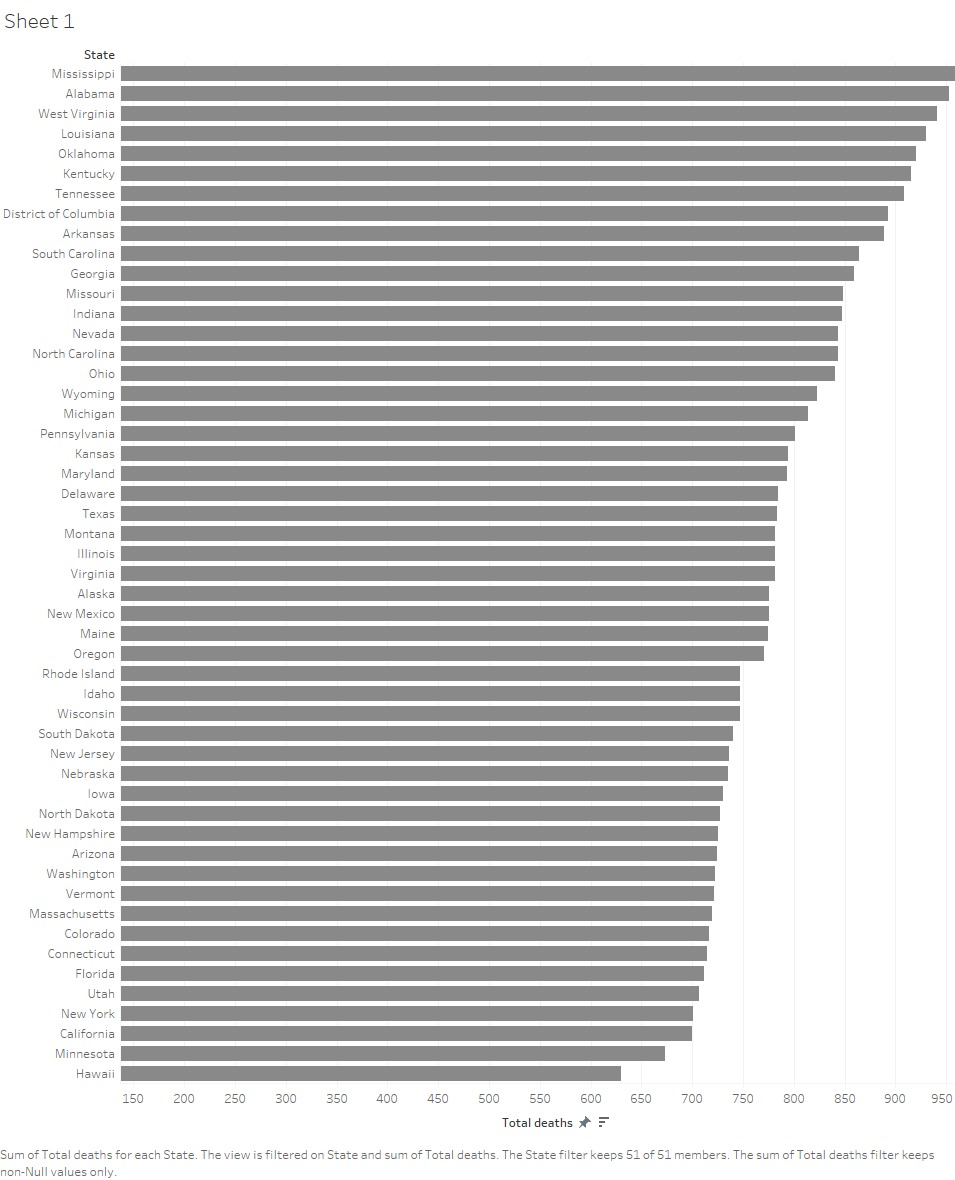 Sheet 1
State
Mississippi
Alabama
West Virginia
Louisiana
Oklahoma
Kentucky
Tennessee
District of Columbia
Arkansas
South Carolina
Georgia
Missouri
Indiana
Nevada
North Carolina
Ohio
Wyoming
Michigan
Pennsylvania
Kansas
Maryland
Delaware
Texas
Montana
Illinois
Virginia
Alaska
New Mexico
Maine
Oregon
Rhode Island
Idaho
Wisconsin
South Dakota
New Jersey
Nebraska
Iowa
North Dakota
New Hampshire
Arizona
Washington
Vermont
Massachusetts
Colorado
Connecticut
Florida
Utah
New York
California
Minnesota
Hawaii
150 200 250 300 350 400 450 500 550 600 650 700 750 800 850 900 950
Total deaths
Sum of Total deaths for each State. The view is filtered on State and sum of Total deaths. The State filter keeps 51 of 51 members. The sum of Total deaths filter keeps
non-Null values only.